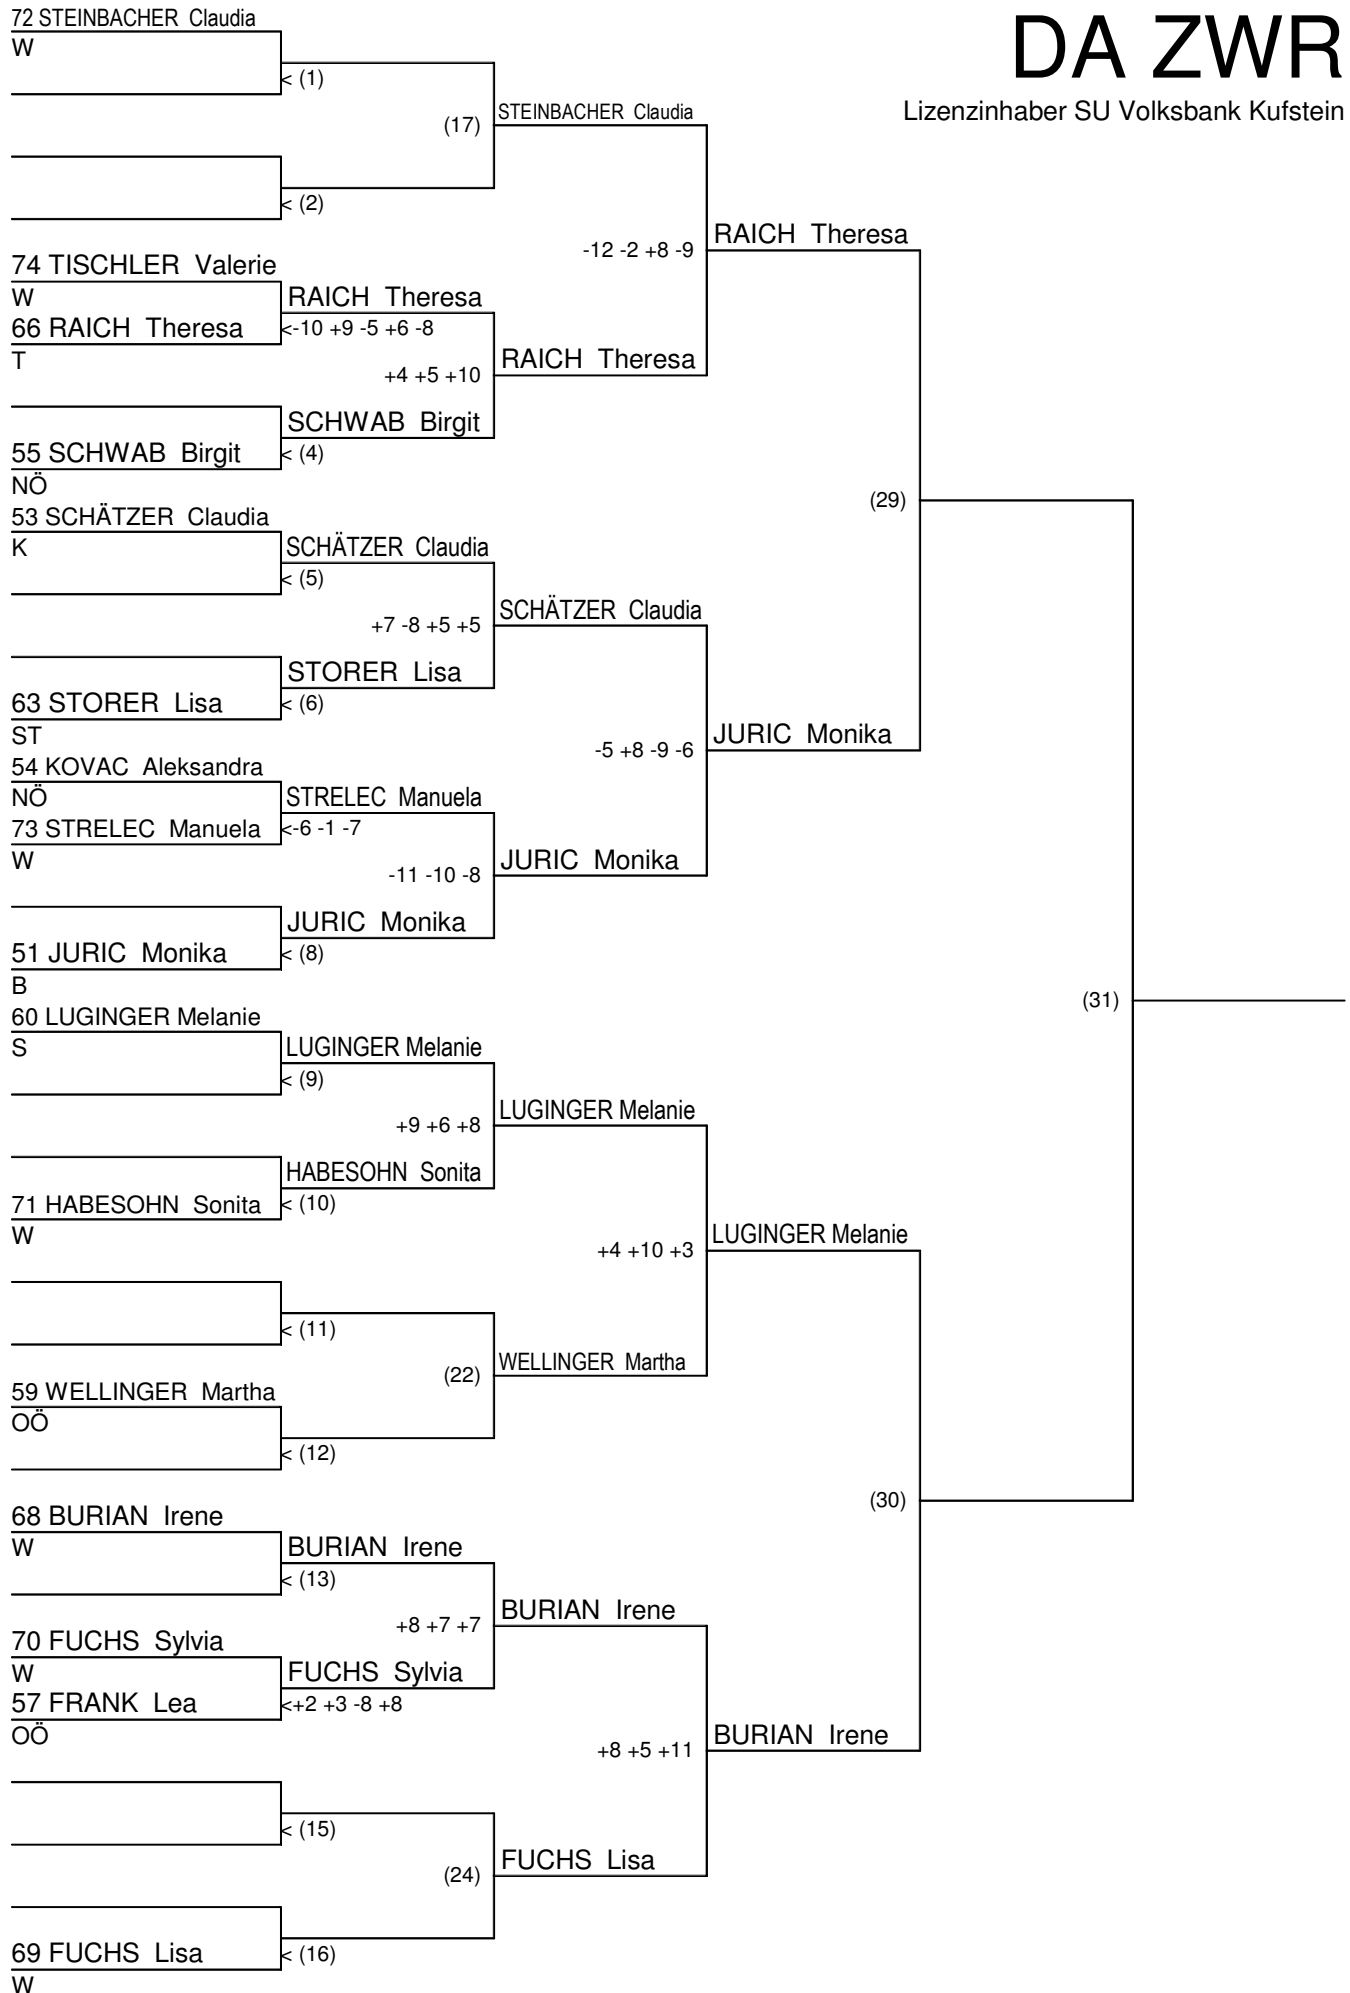 DA ZWR
Lizenzinhaber SU Volksbank Kufstein
72 STEINBACHER Claudia
W
< (1)
(17)
STEINBACHER Claudia
< (2)
-12 -2 +8 -9
RAICH Theresa
74 TISCHLER Valerie
W
RAICH Theresa
66 RAICH Theresa
<-10 +9 -5 +6 -8
T
+4 +5 +10
RAICH Theresa
SCHWAB Birgit
55 SCHWAB Birgit
< (4)
NÖ
(29)
53 SCHÄTZER Claudia
K
SCHÄTZER Claudia
< (5)
+7 -8 +5 +5
SCHÄTZER Claudia
STORER Lisa
63 STORER Lisa
< (6)
ST
-5 +8 -9 -6
JURIC Monika
54 KOVAC Aleksandra
NÖ
STRELEC Manuela
73 STRELEC Manuela
<-6 -1 -7
W
-11 -10 -8
JURIC Monika
JURIC Monika
51 JURIC Monika
< (8)
B
(31)
60 LUGINGER Melanie
S
LUGINGER Melanie
< (9)
+9 +6 +8
LUGINGER Melanie
HABESOHN Sonita
71 HABESOHN Sonita
< (10)
W
+4 +10 +3
LUGINGER Melanie
< (11)
(22)
WELLINGER Martha
59 WELLINGER Martha
OÖ
< (12)
(30)
68 BURIAN Irene
W
BURIAN Irene
< (13)
+8 +7 +7
BURIAN Irene
70 FUCHS Sylvia
W
FUCHS Sylvia
57 FRANK Lea
<+2 +3 -8 +8
OÖ
+8 +5 +11
BURIAN Irene
< (15)
(24)
FUCHS Lisa
69 FUCHS Lisa
< (16)
W